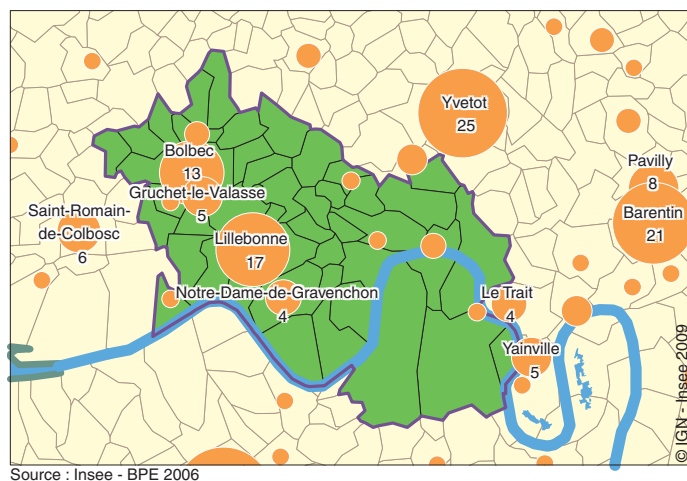 Yvetot
25
Bolbec
13
Pavilly
8
Gruchet-le-Valasse
5
Saint-Romain-
de-Colbosc
6
Barentin
21
Lillebonne
17
Notre-Dame-de-Gravenchon
4
Le Trait
4
Yainville
5
© IGN - Insee 2009
Source : Insee - BPE 2006